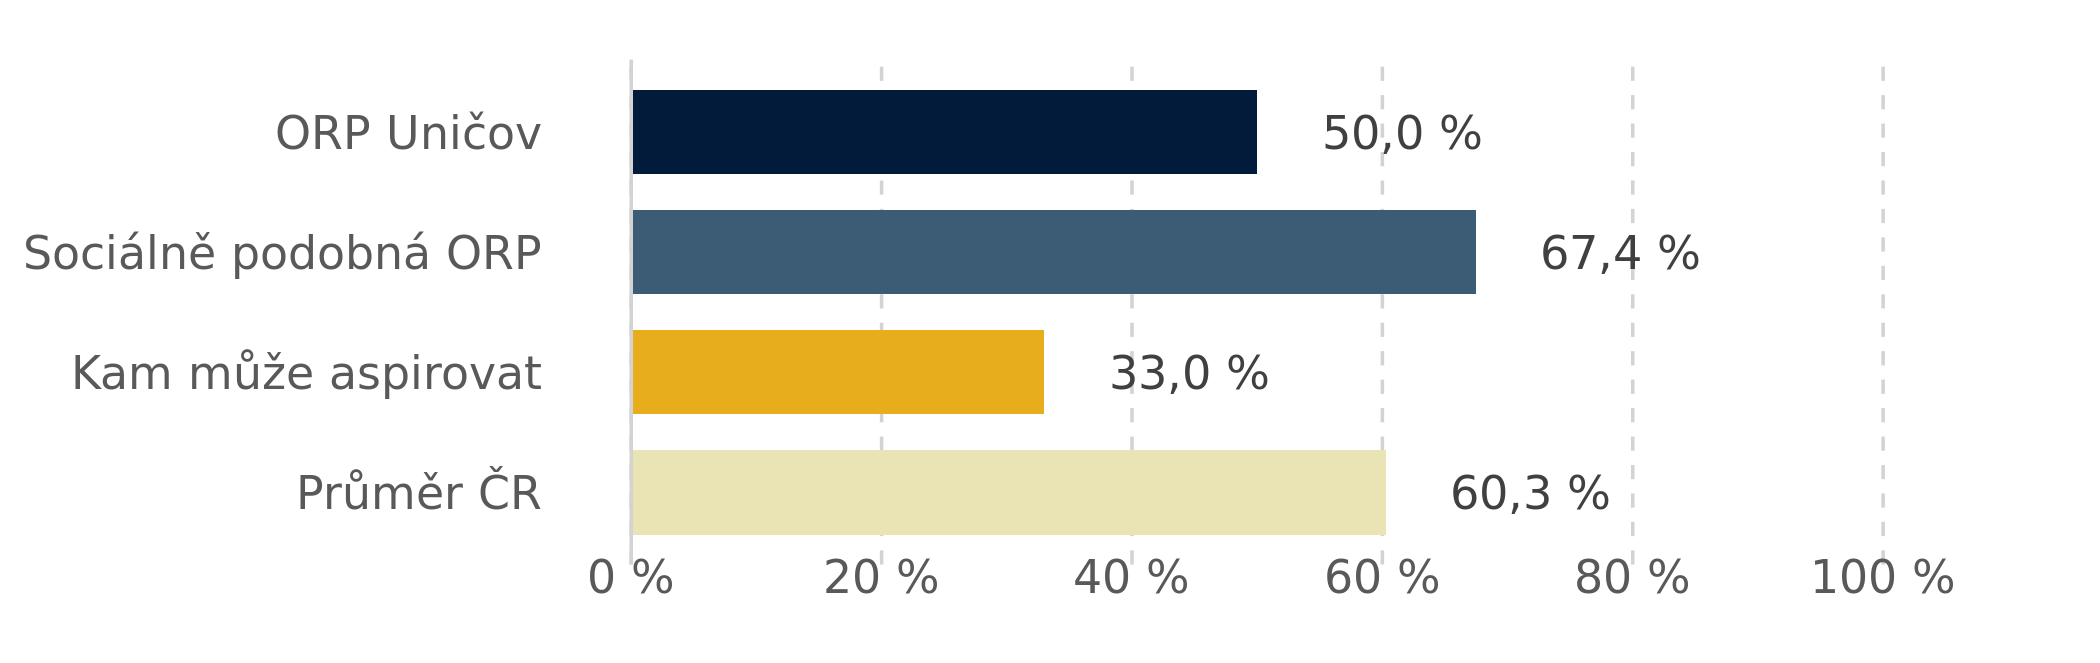 ORP Uničov 50,0 %
Sociálně podobná ORP 67,4 %
Kam může aspirovat 33,0 %
Průměr ČR 60,3 %
0 % 20 % 40 % 60 % 80 % 100 %